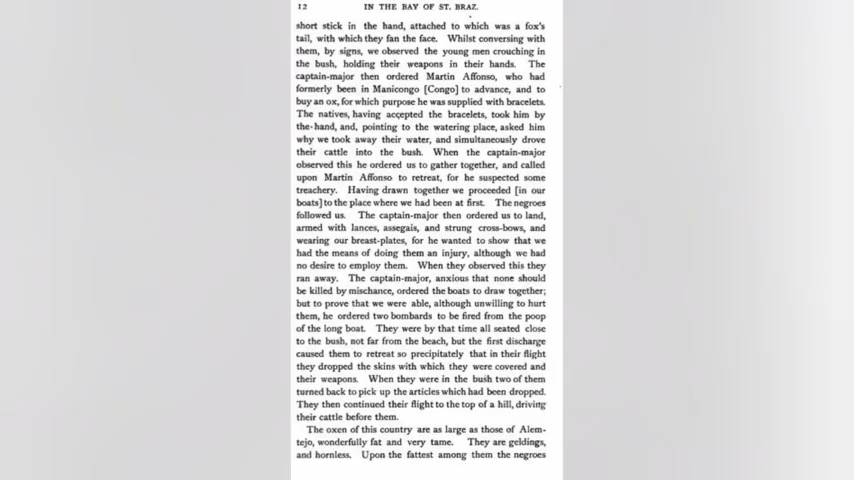 12 IN THE BAY OF ST. BRAZ.
short stick in the hand, attached to which was a fox's
tail, with which they fan the face. Whilst conversing with
them, by signs, we observed the young men crouching in
the bush, holding their weapons in their hands. The
captain-major then ordered Martin Affonso, who had
formerly been in Manicongo [Congo] to advance, and to
buy an ox, for which purpose he was supplied with bracelets.
The natives, having accepted the bracelets, took him by
the-hand, and, pointing to the watering place, asked him
why we took away their water, and simultaneously drove
their cattle into the bush. When the captain-major
observed this he ordered us to gather together, and called
upon Martin Affonso to retreat, for he suspected some
treachery. Having drawn together we proceeded [in our
boats] to the place where we had been at first. The negroes
followed us. The captain-major then ordered us to land,
armed with lances, assegais, and strung cross-bows, and
wearing our breast-plates, for he wanted to show that we
had the means of doing them an injury, although we had
no desire to employ them. When they observed this they
ran away. The captain-major, anxious that none should
be killed by mischance, ordered the boats to draw together;
but to prove that we were able, although unwilling to hurt
them, he ordered two bombards to be fired from the poop
of the long boat. They were by that time all seated close
to the bush, not far from the beach, but the first discharge
caused them to retreat so precipitately that in their flight
they dropped the skins with which they were covered and
their weapons. When they were in the bush two of them
turned back to pick up the articles which had been dropped.
They then continued their flight to the top of a hill, driving
their cattle before them.
The oxen of this country are as large as those of Alem-
tejo, wonderfully fat and very tame. They are geldings,
and hornless. Upon the fattest among them the negroes